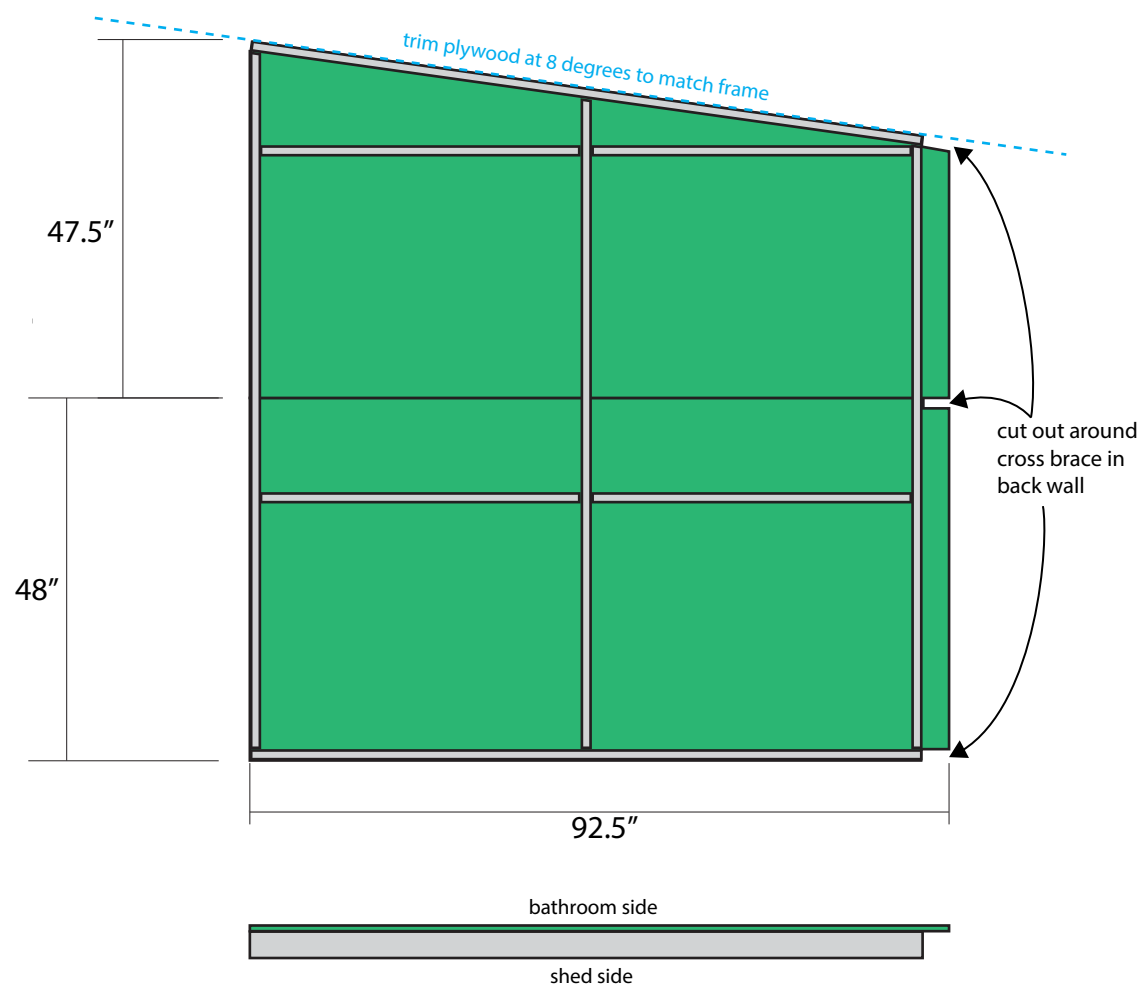 trim plywood at 8 degrees to match frame
47.5”
cut out around
cross brace in
back wall
48”
92.5”
bathroom side
shed side